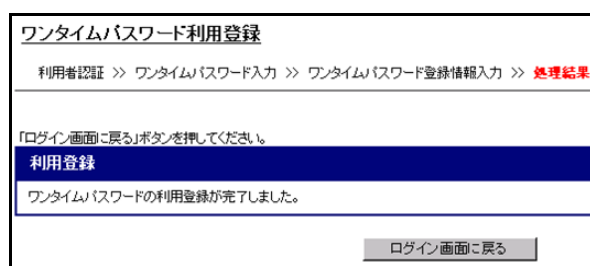 ワンタイムパスワード利用登録
利用者認証 >> ワンタイムパスワード入力 >> ワンタイムパスワード登録情報入力 >> 処理結果
「ログイン画面に戻る」ボタンを押してください。
利用登録
ワンタイムパスワードの利用登録が完了しました。
ログイン画面に戻る